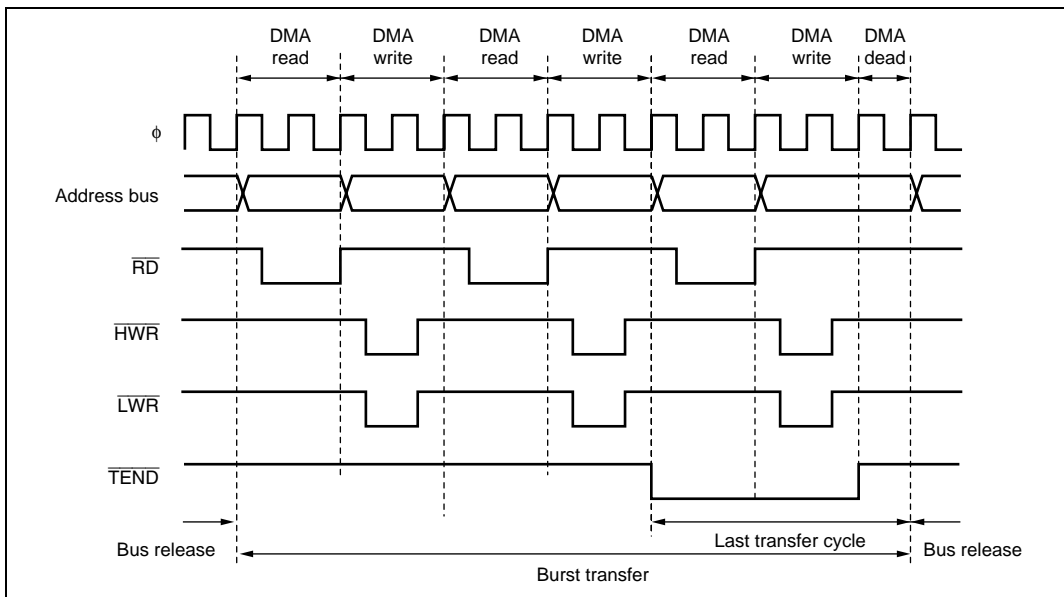 DMA DMA DMA DMA DMA DMA DMA
read write read write read write dead
φ
Address bus
RD
HWR
LWR
TEND
Last transfer cycle
Bus release Bus release
Burst transfer